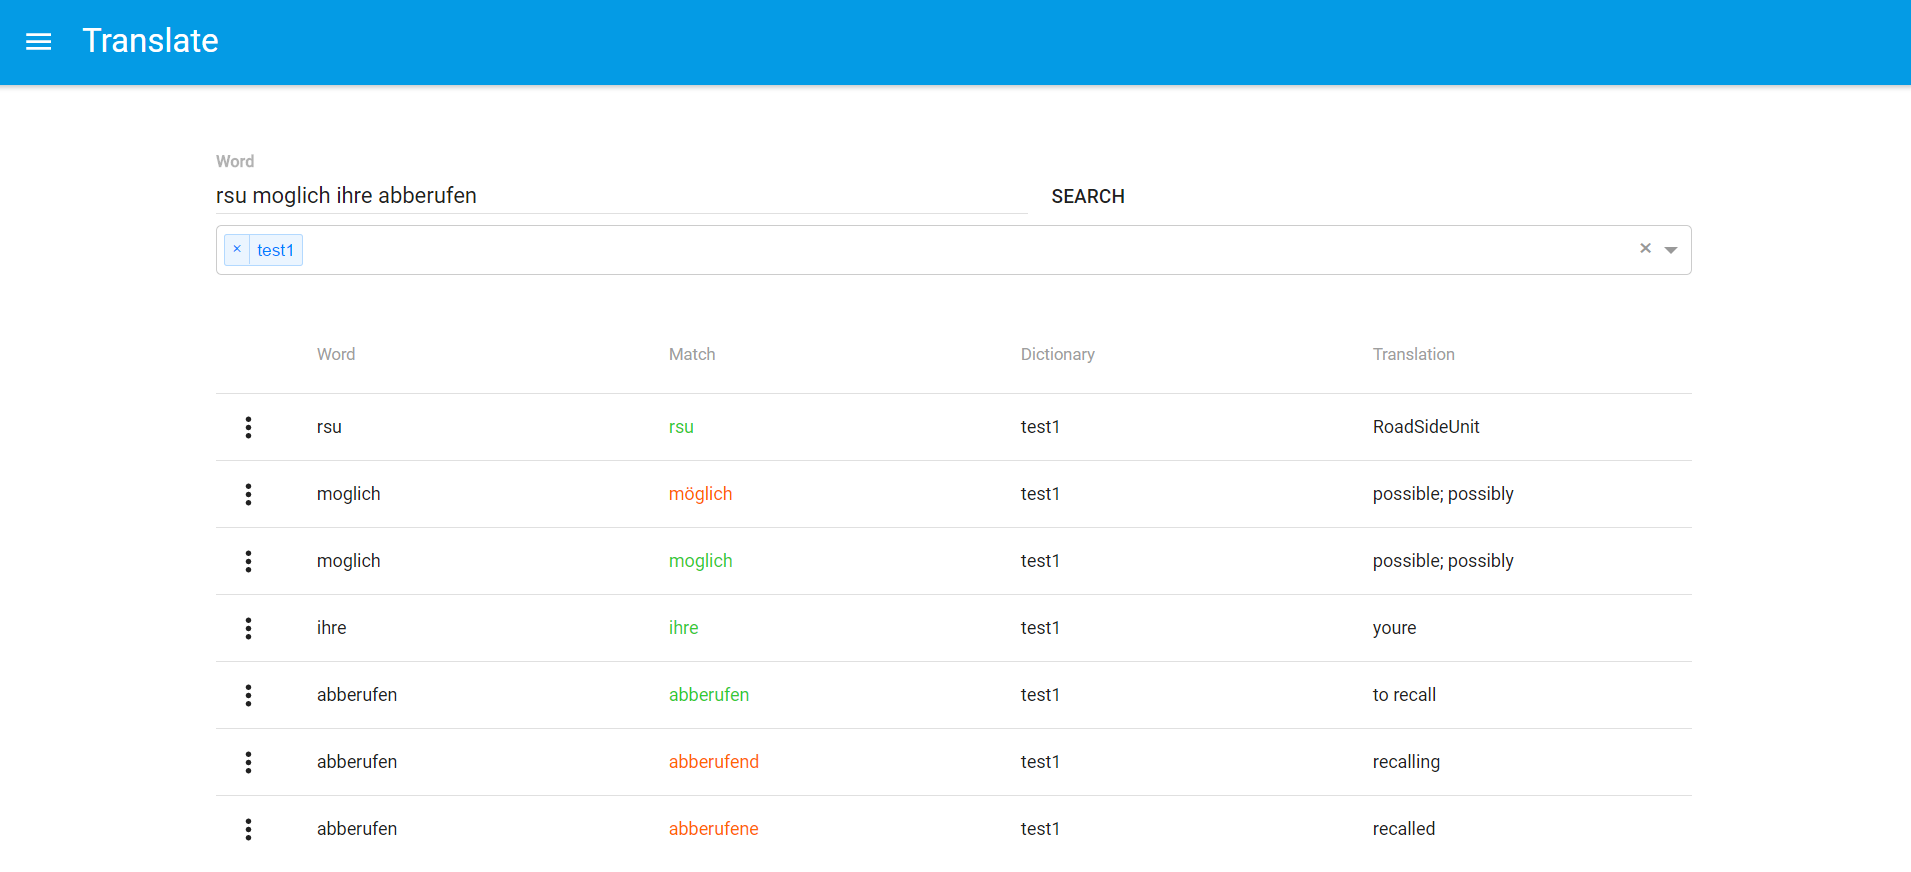 Translate
Word
rsu moglich ihre abberufen SEARCH
× test1 ×
Word Match Dictionary Translation
rsu rsu test1 RoadSideUnit
moglich möglich test1 possible; possibly
moglich moglich test1 possible; possibly
ihre ihre test1 youre
abberufen abberufen test1 to recall
abberufen abberufend test1 recalling
abberufen abberufene test1 recalled